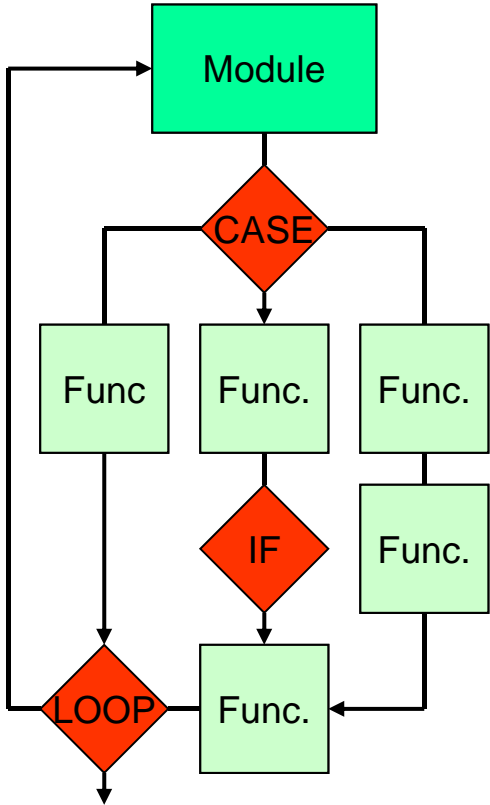 Module
CASE
Func
Func.
Func.
IF
Func.
LOOP
Func.